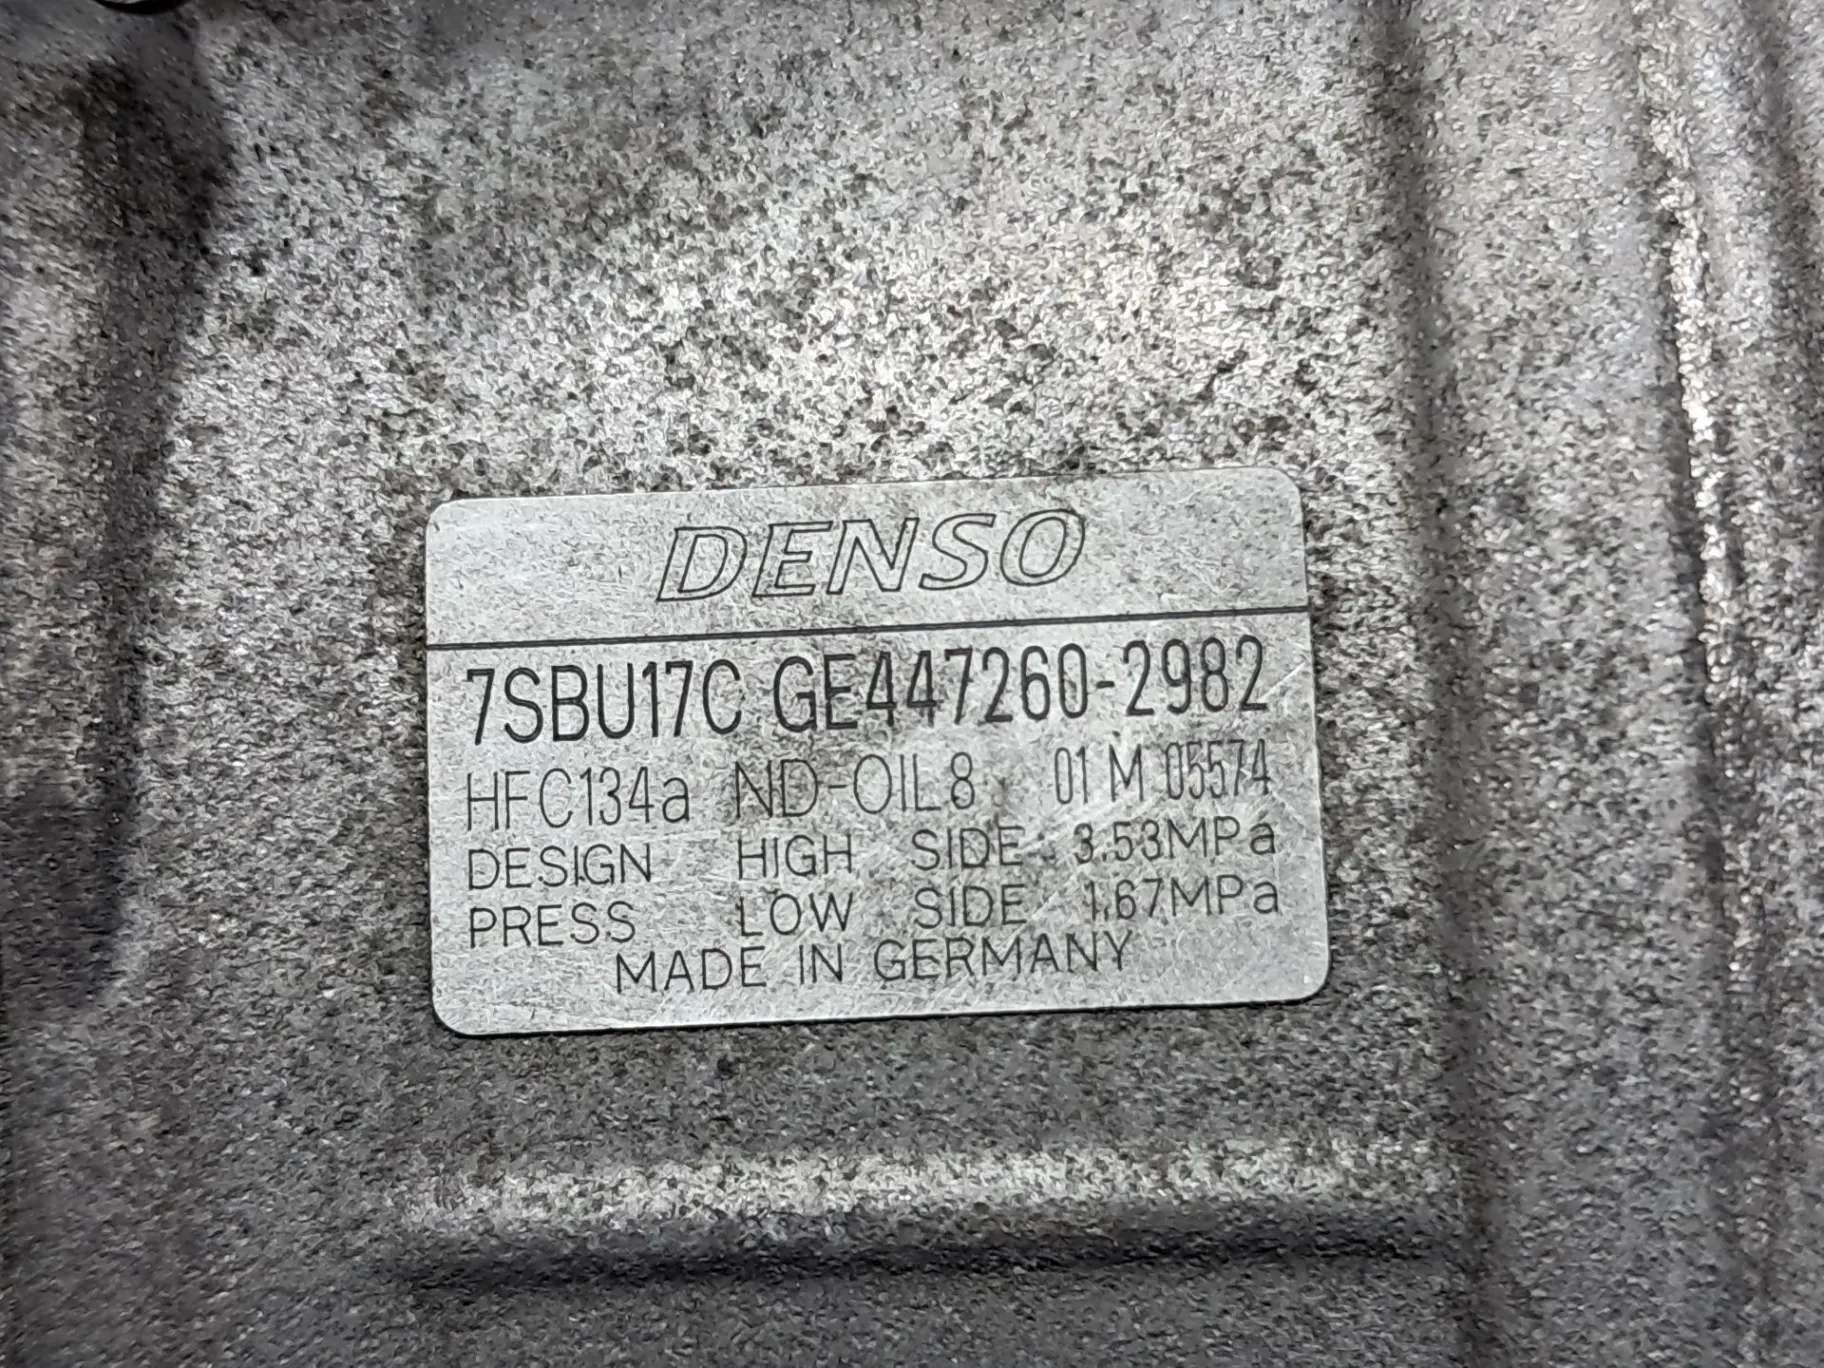 DENSO
7SBU17C GE447260-2982
HFC134a ND-OIL8 01 M 05574
DESIGN HIGH SIDE 3.53MPa
PRESS LOW SIDE 1.67MPa
MADE IN GERMANY